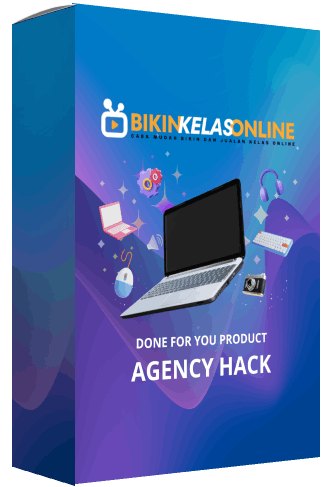 BIKINKELASONLINE
CARA MUDAH BIKIN DAN JUALAN KELAS ONLINE
DONE FOR YOU PRODUCT
AGENCY HACK